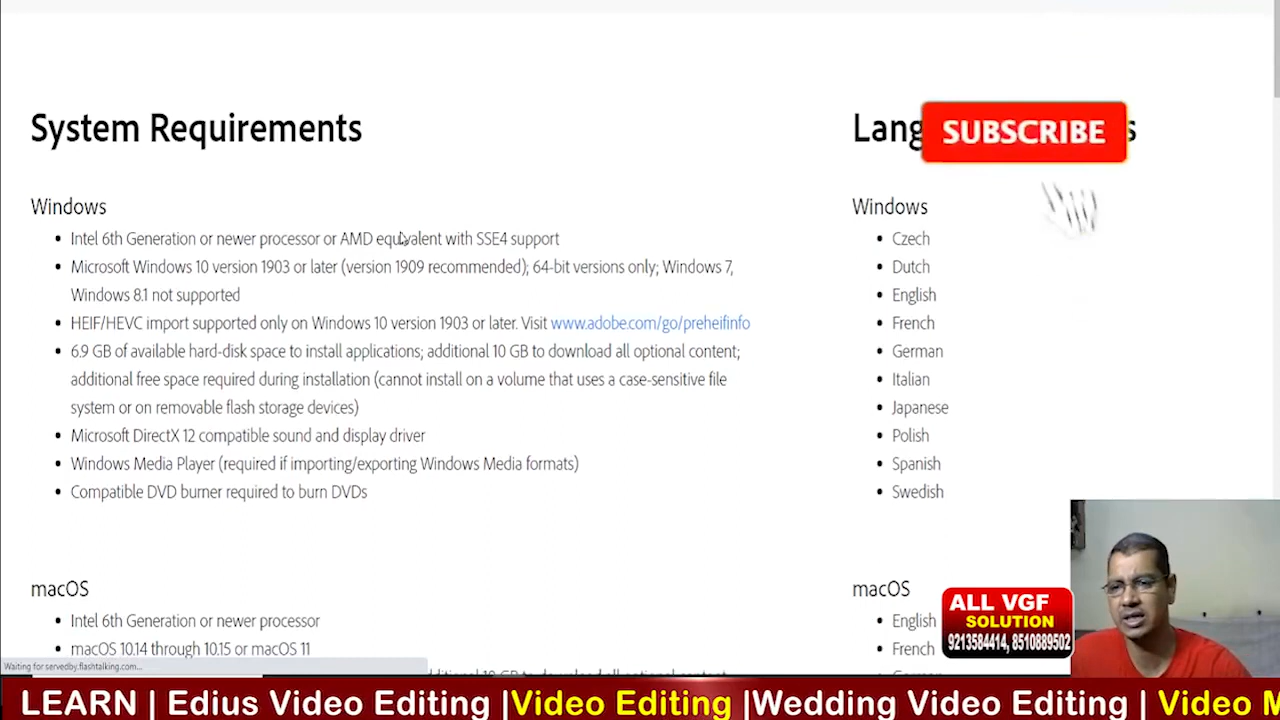 System Requirements
Windows
Intel 6th Generation or newer processor or AMD equivalent with SSE4 support
Microsoft Windows 10 version 1903 or later (version 1909 recommended); 64-bit versions only; Windows 7,
Windows 8.1 not supported
HEIF/HEVC import supported only on Windows 10 version 1903 or later. Visit www.adobe.com/go/preheifinfo
6.9 GB of available hard-disk space to install applications; additional 10 GB to download all optional content;
additional free space required during installation (cannot install on a volume that uses a case-sensitive file
system or on removable flash storage devices)
Microsoft DirectX 12 compatible sound and display driver
Windows Media Player (required if importing/exporting Windows Media formats)
Compatible DVD burner required to burn DVDs
macOS
Intel 6th Generation or newer processor
macOS 10.14 through 10.15 or macOS 11
Waiting for servedby.flashtalking.com...
SUBSCRIBE
Windows
Czech
Dutch
English
French
German
Italian
Japanese
Polish
Spanish
Swedish
macOS
English
French
ALL VGF
SOLUTION
9213584414, 8510889502
LEARN | Edius Video Editing |Video Editing |Wedding Video Editing | Video M